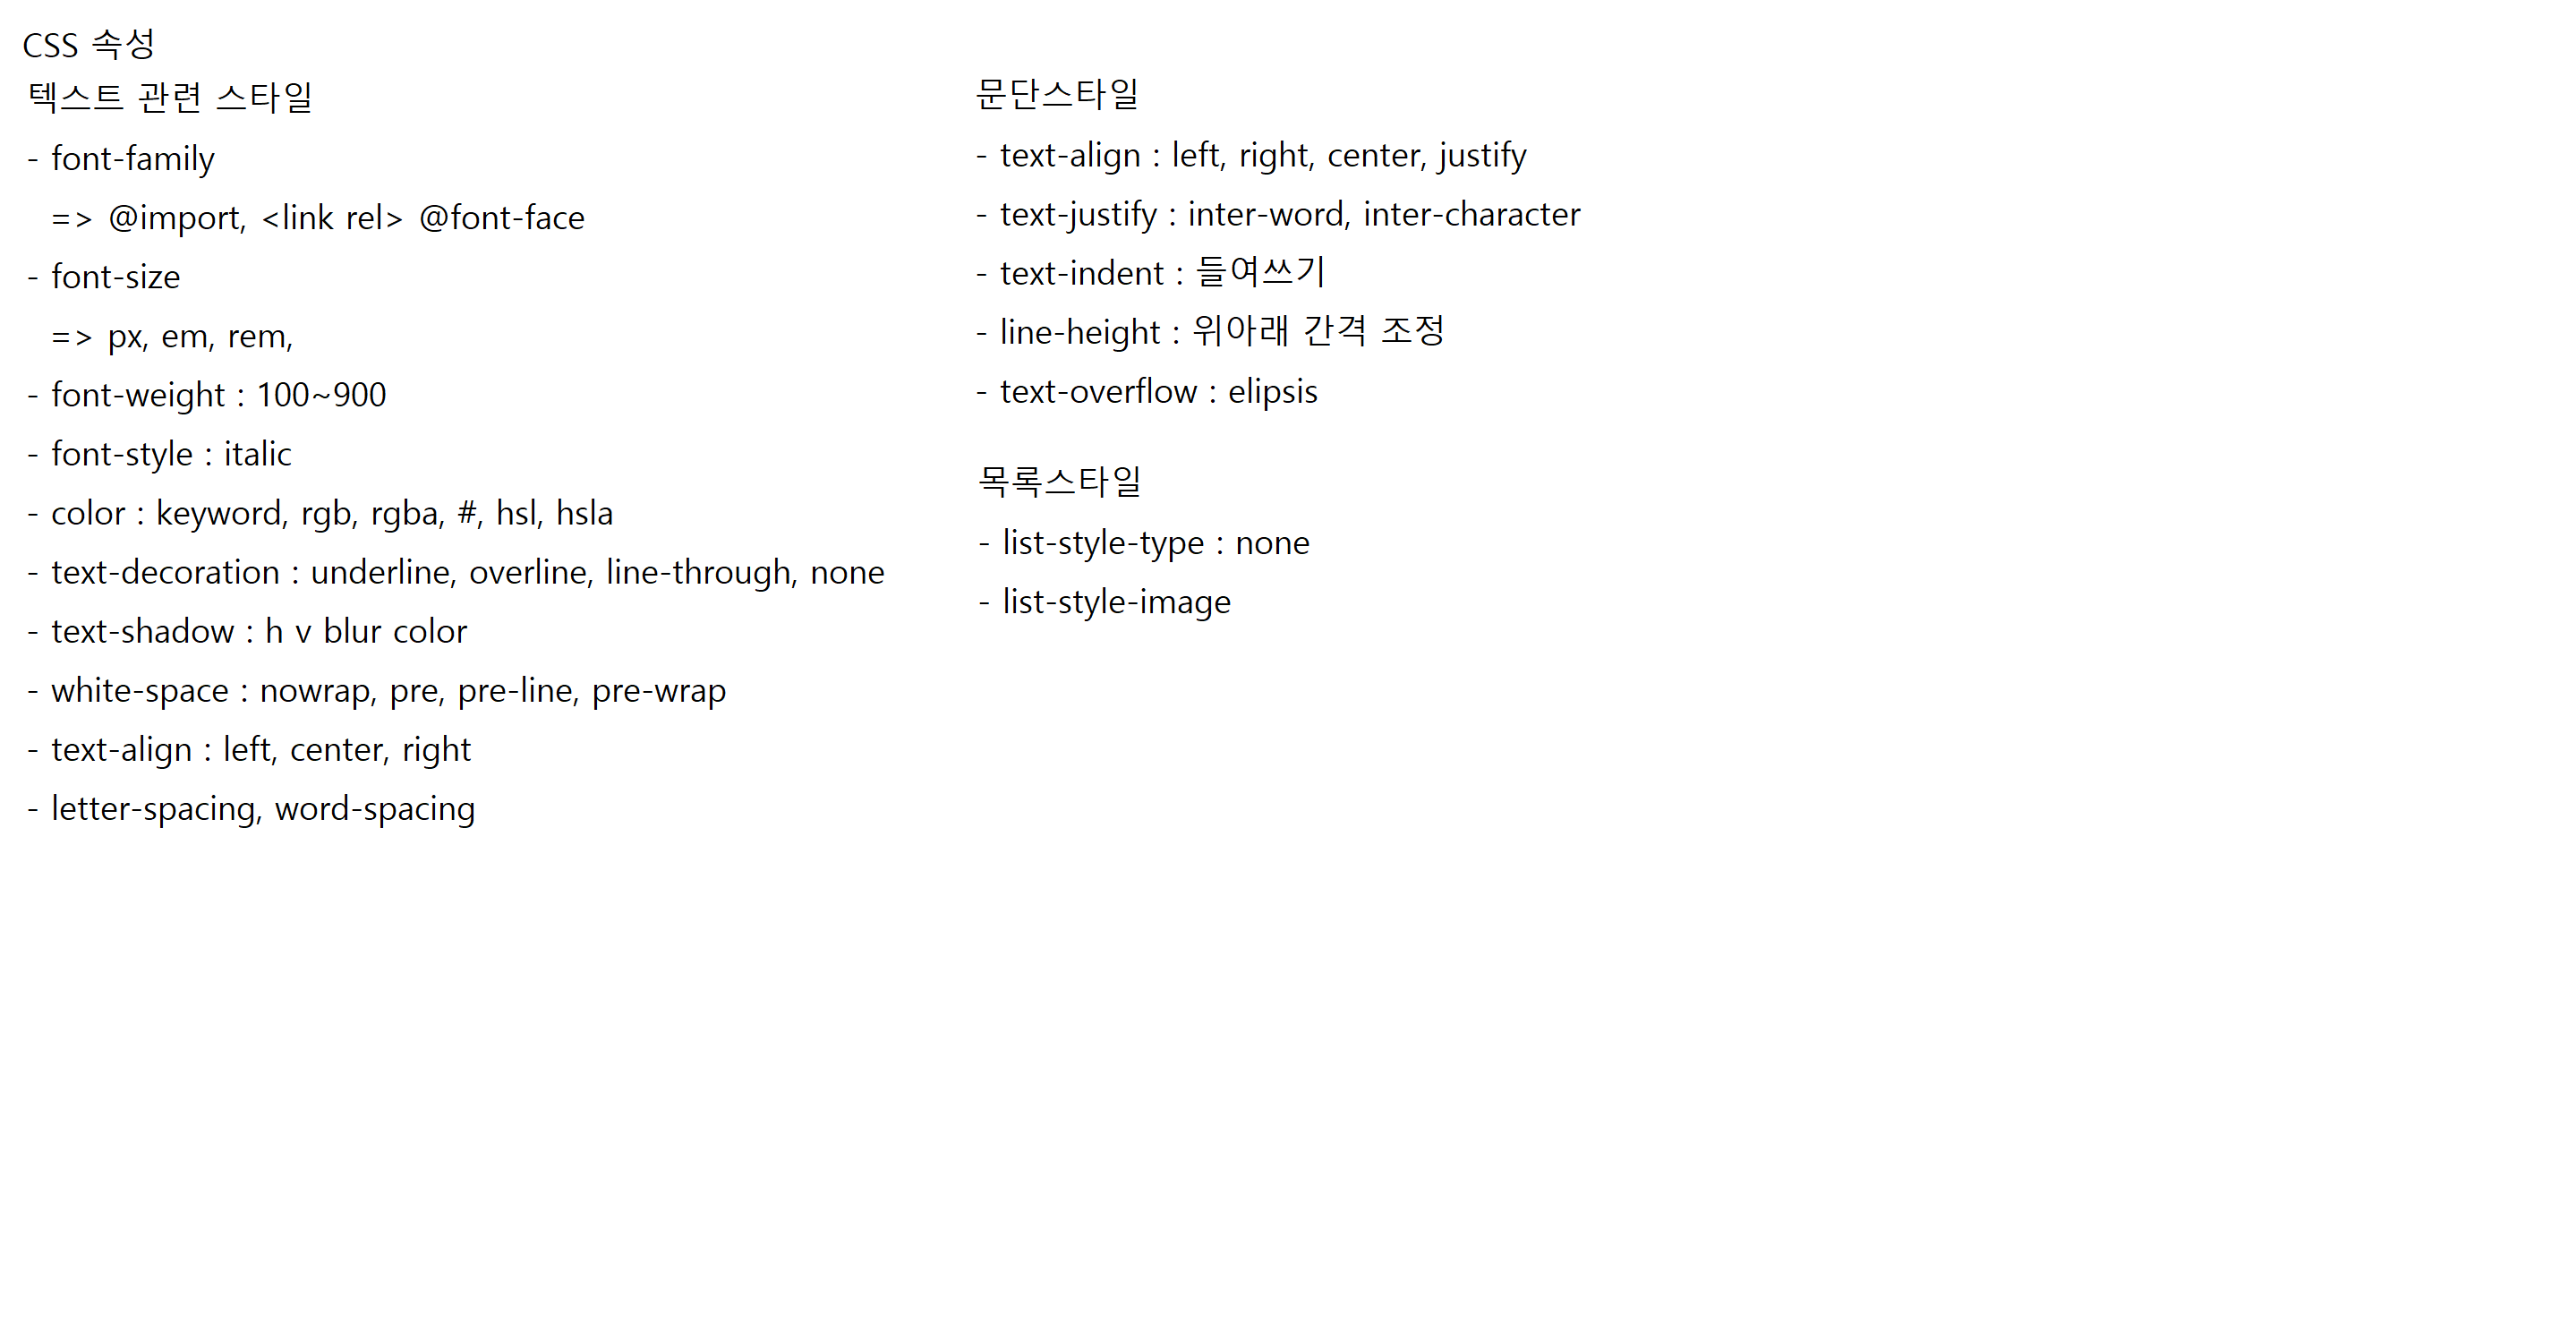 CSS 속성
텍스트 관련 스타일
- font-family
=> @import, <link rel> @font-face
- font-size
=> px, em, rem,
- font-weight : 100~900
- font-style : italic
- color : keyword, rgb, rgba, #, hsl, hsla
- text-decoration : underline, overline, line-through, none
- text-shadow : h v blur color
- white-space : nowrap, pre, pre-line, pre-wrap
- text-align : left, center, right
- letter-spacing, word-spacing
문단스타일
- text-align : left, right, center, justify
- text-justify : inter-word, inter-character
- text-indent : 들여쓰기
- line-height : 위아래 간격 조정
- text-overflow : elipsis
목록스타일
- list-style-type : none
- list-style-image